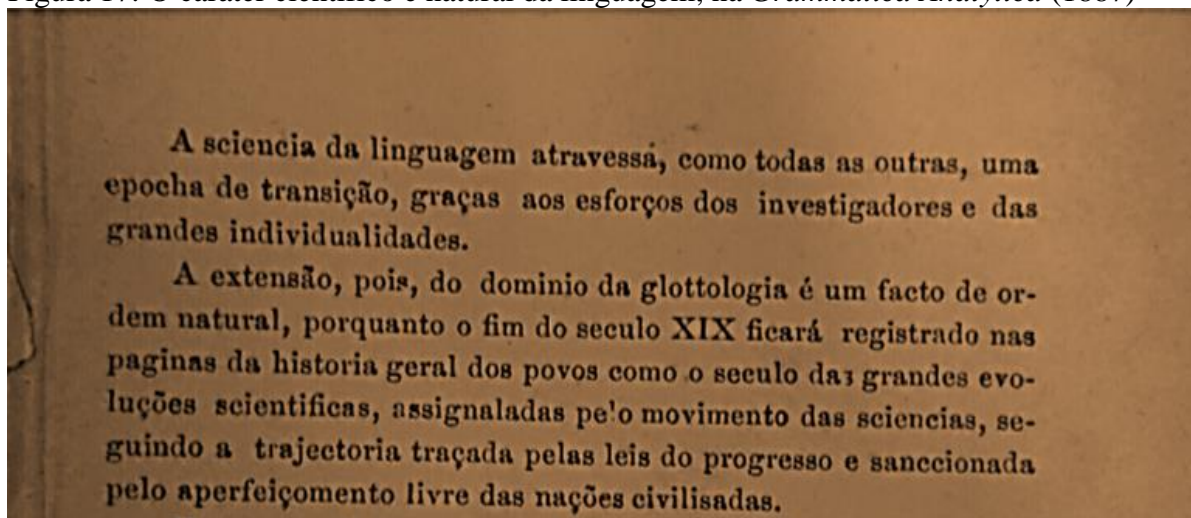 A sciencia da linguagem atravessá, como todas as outras, uma
epocha de transição, graças aos esforços dos investigadores e das
grandes individualidades.
A extensão, pois, do dominio da glottologia é um facto de or-
dem natural, porquanto o fim do seculo XIX ficará registrado nas
paginas da historia geral dos povos como o seculo das grandes evo-
luções scientificas, assignaladas pe'o movimento das sciencias, se-
guindo a trajectoria traçada pelas leis do progresso e sanccionada
pelo aperfeiçomento livre das nações civilisadas.